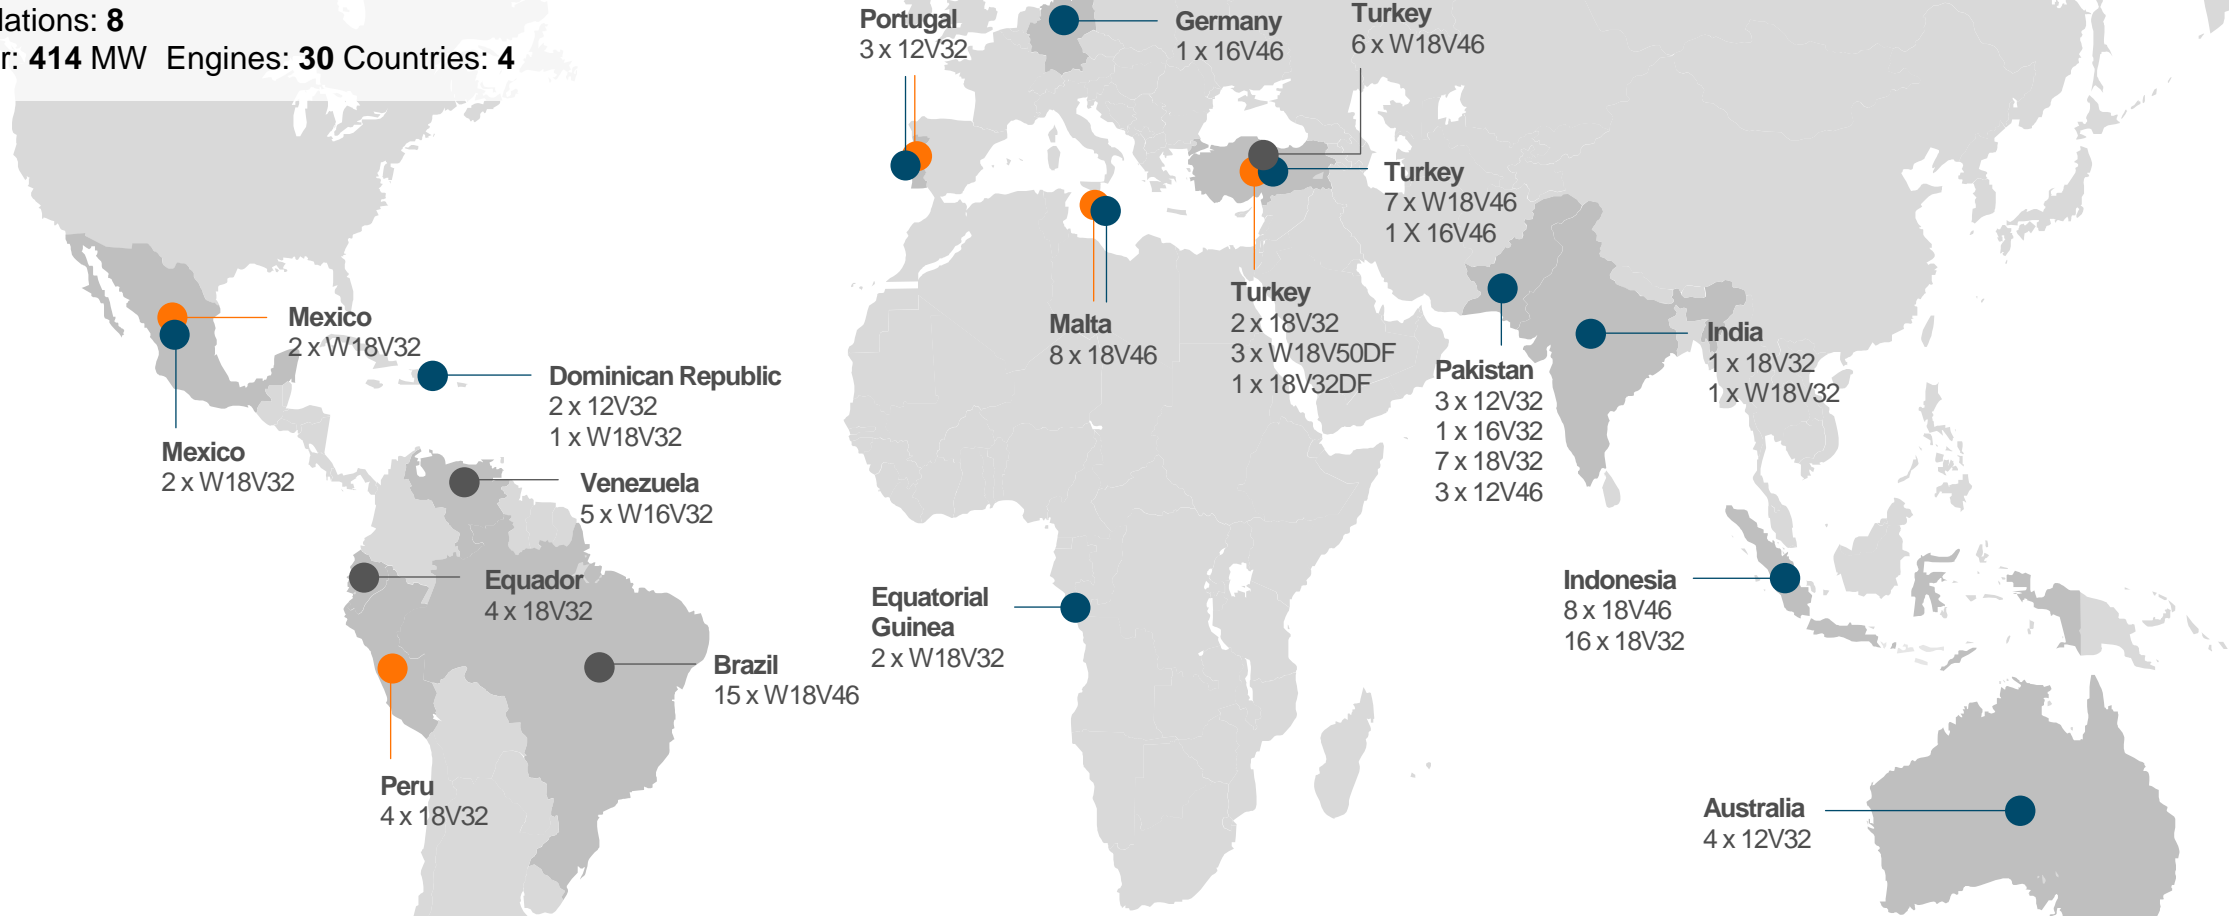 lations: 8
r: 414 MW Engines: 30 Countries: 4
Portugal
3 x 12V32
Germany
1 x 16V46
Turkey
6 x W18V46
Turkey
7 x W18V46
1 X 16V46
Mexico
2 x W18V32
Dominican Republic
2 x 12V32
1 x W18V32
Mexico
2 x W18V32
Venezuela
5 x W16V32
Equador
4 x 18V32
Brazil
15 x W18V46
Peru
4 x 18V32
Malta
8 x 18V46
Turkey
2 x 18V32
3 x W18V50DF
1 x 18V32DF
Pakistan
3 x 12V32
1 x 16V32
7 x 18V32
3 x 12V46
India
1 x 18V32
1 x W18V32
Equatorial
Guinea
2 x W18V32
Indonesia
8 x 18V46
16 x 18V32
Australia
4 x 12V32